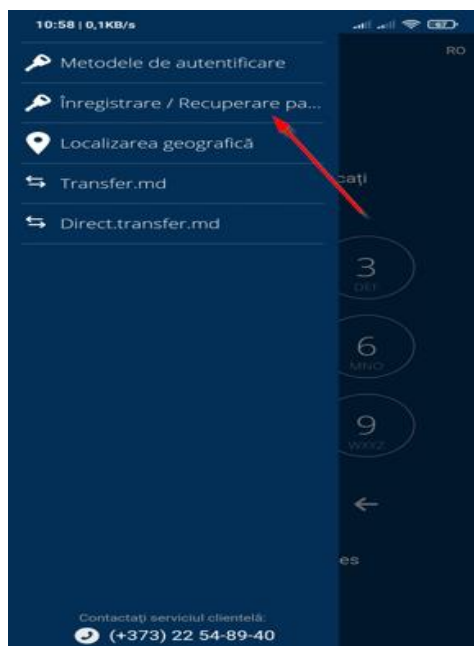 10:58 | 0,1KB/s
67
RO
Metodele de autentificare
Înregistrare / Recuperare pa...
Localizarea geografică
cați
Transfer.md
Direct.transfer.md
3
DEF
6
MNO
9
WXYZ
es
Contactați serviciul clientelă:
(+373) 22 54-89-40